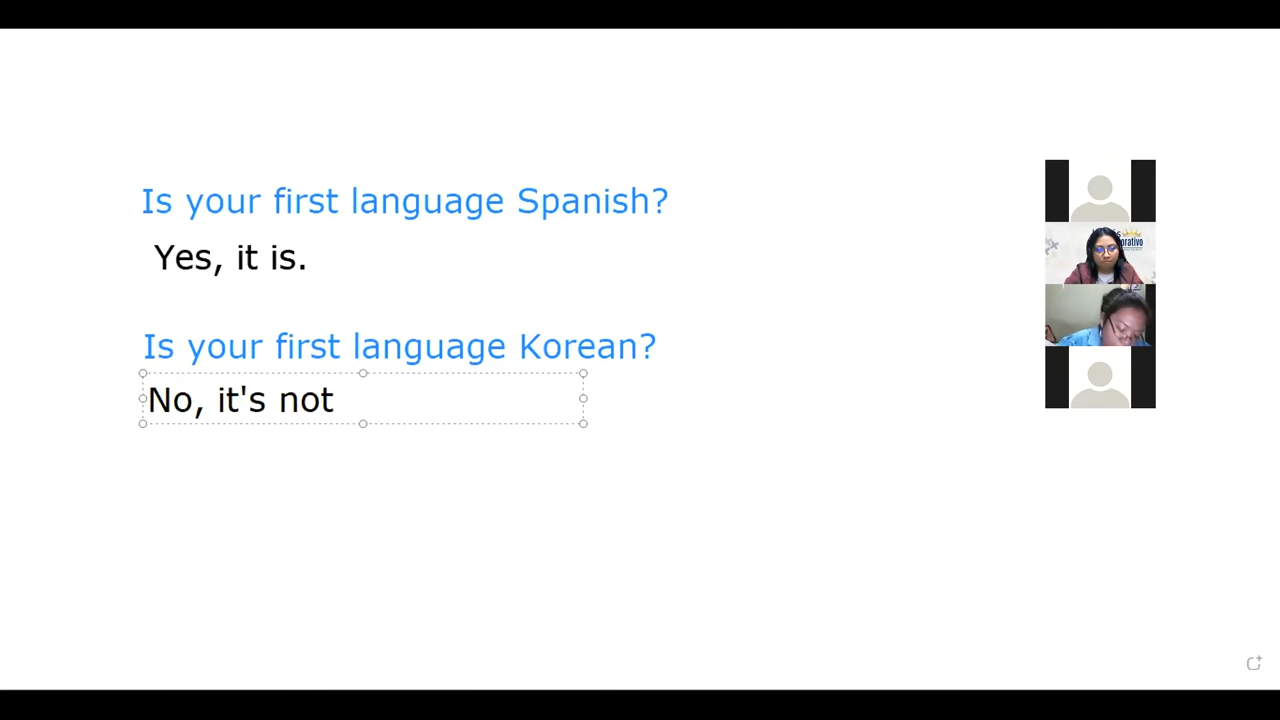 Is your first language Spanish?
Yes, it is.
Is your first language Korean?
No, it's not